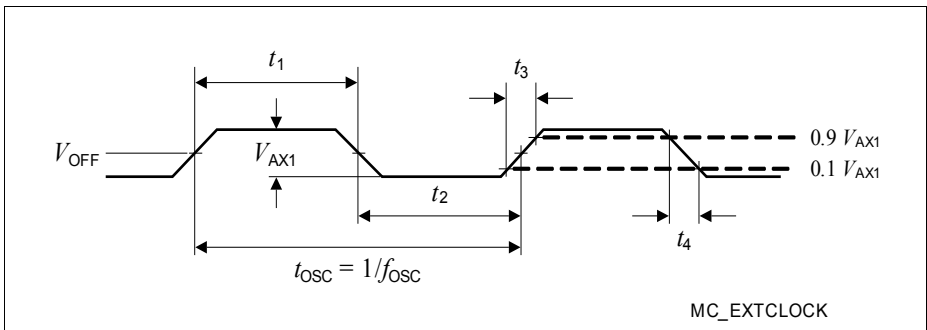 t1
t3
VOFF
VAX1
0.9 VAX1
0.1 VAX1
t2
t4
tOSC = 1/fOSC
MC_EXTCLOCK